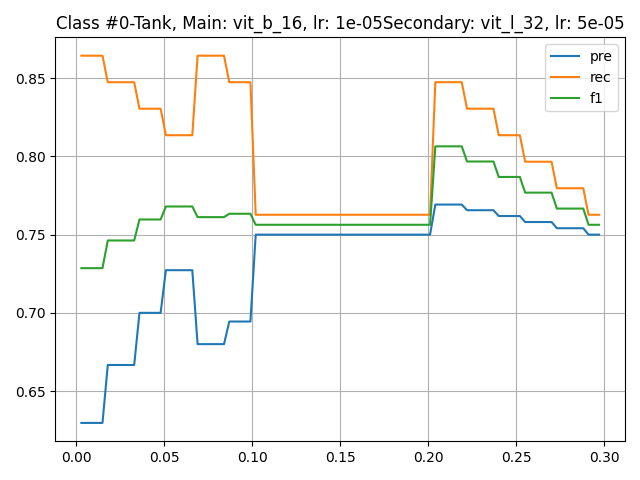 Class #0-Tank, Main: vit_b_16, lr: 1e-05Secondary: vit_l_32, lr: 5e-05
pre
rec
f1
0.85
0.80
0.75
0.70
0.65
0.00 0.05 0.10 0.15 0.20 0.25 0.30